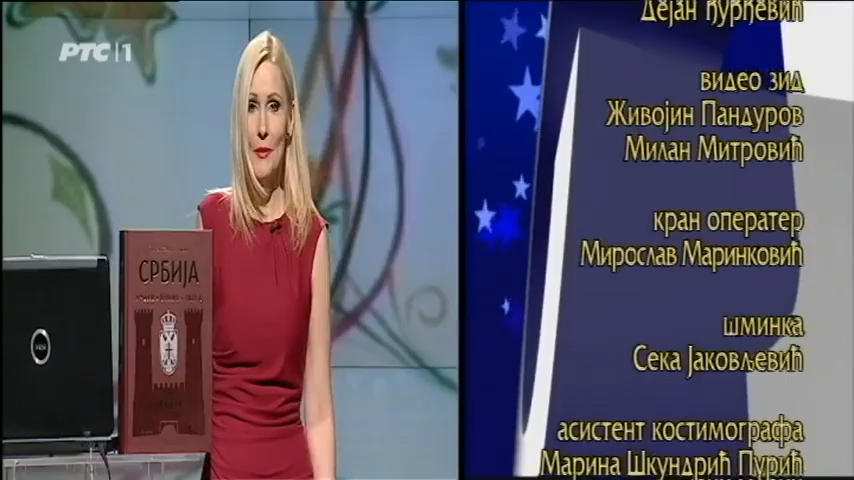 РТС|1
СРБИЈА
Дејан Ђурђевић
видео зид
Живојин Пандуров
Милан Митровић
кран оператер
Мирослав Маринковић
шминка
Сека Јаковљевић
асистент костимографа
Марина Шкундрић Пурић